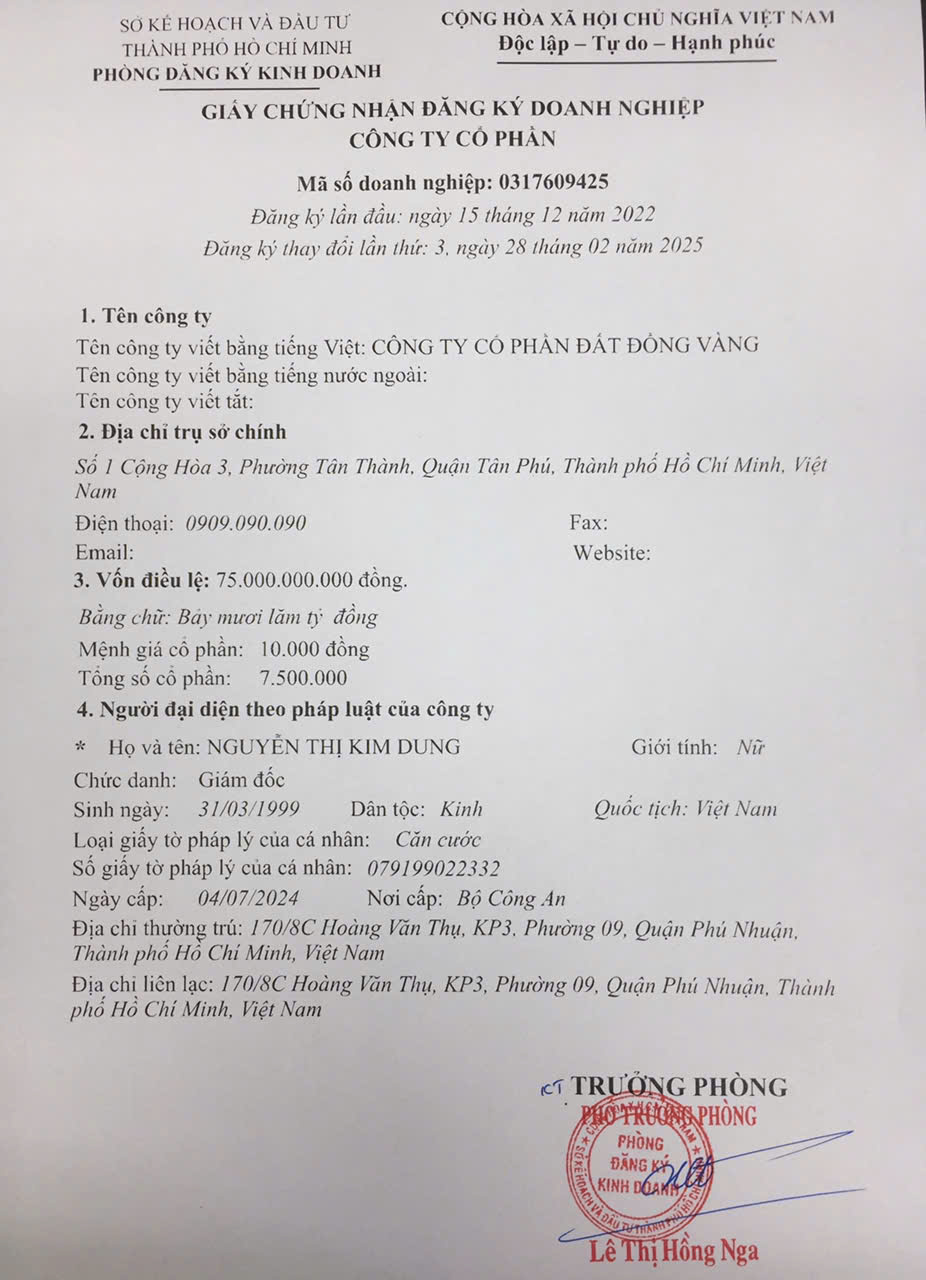 SỞ KẾ HOẠCH VÀ ĐẦU TƯ
THÀNH PHỐ HỒ CHÍ MINH
PHÒNG ĐĂNG KÝ KINH DOANH
CỘNG HÒA XÃ HỘI CHỦ NGHĨA VIỆT NAM
Độc lập – Tự do – Hạnh phúc
GIẤY CHỨNG NHẬN ĐĂNG KÝ DOANH NGHIỆP
CÔNG TY CỔ PHẦN
Mã số doanh nghiệp: 0317609425
Đăng ký lần đầu: ngày 15 tháng 12 năm 2022
Đăng ký thay đổi lần thứ: 3, ngày 28 tháng 02 năm 2025
1. Tên công ty
Tên công ty viết bằng tiếng Việt: CÔNG TY CỔ PHẦN ĐẤT ĐỒNG VÀNG
Tên công ty viết bằng tiếng nước ngoài:
Tên công ty viết tắt:
2. Địa chỉ trụ sở chính
Số 1 Cộng Hòa 3, Phường Tân Thành, Quận Tân Phú, Thành phố Hồ Chí Minh, Việt
Nam
Điện thoại: 0909.090.090 Fax:
Email: Website:
3. Vốn điều lệ: 75.000.000.000 đồng.
Bằng chữ: Bảy mươi lăm tỷ đồng
Mệnh giá cổ phần: 10.000 đồng
Tổng số cổ phần: 7.500.000
4. Người đại diện theo pháp luật của công ty
* Họ và tên: NGUYỄN THỊ KIM DUNG Giới tính: Nữ
Chức danh: Giám đốc
Sinh ngày: 31/03/1999 Dân tộc: Kinh Quốc tịch: Việt Nam
Loại giấy tờ pháp lý của cá nhân: Căn cước
Số giấy tờ pháp lý của cá nhân: 079199022332
Ngày cấp: 04/07/2024 Nơi cấp: Bộ Công An
Địa chỉ thường trú: 170/8C Hoàng Văn Thụ, KP3, Phường 09, Quận Phú Nhuận,
Thành phố Hồ Chí Minh, Việt Nam
Địa chỉ liên lạc: 170/8C Hoàng Văn Thụ, KP3, Phường 09, Quận Phú Nhuận, Thành
phố Hồ Chí Minh, Việt Nam
KT TRƯỞNG PHÒNG
PHÓ TRƯỞNG PHÒNG
PHÒNG
ĐĂNG KÝ
KINH DOANH
SỞ KẾ HOẠCH VÀ ĐẦU TƯ THÀNH PHỐ HỒ CHÍ
Lê Thị Hồng Nga